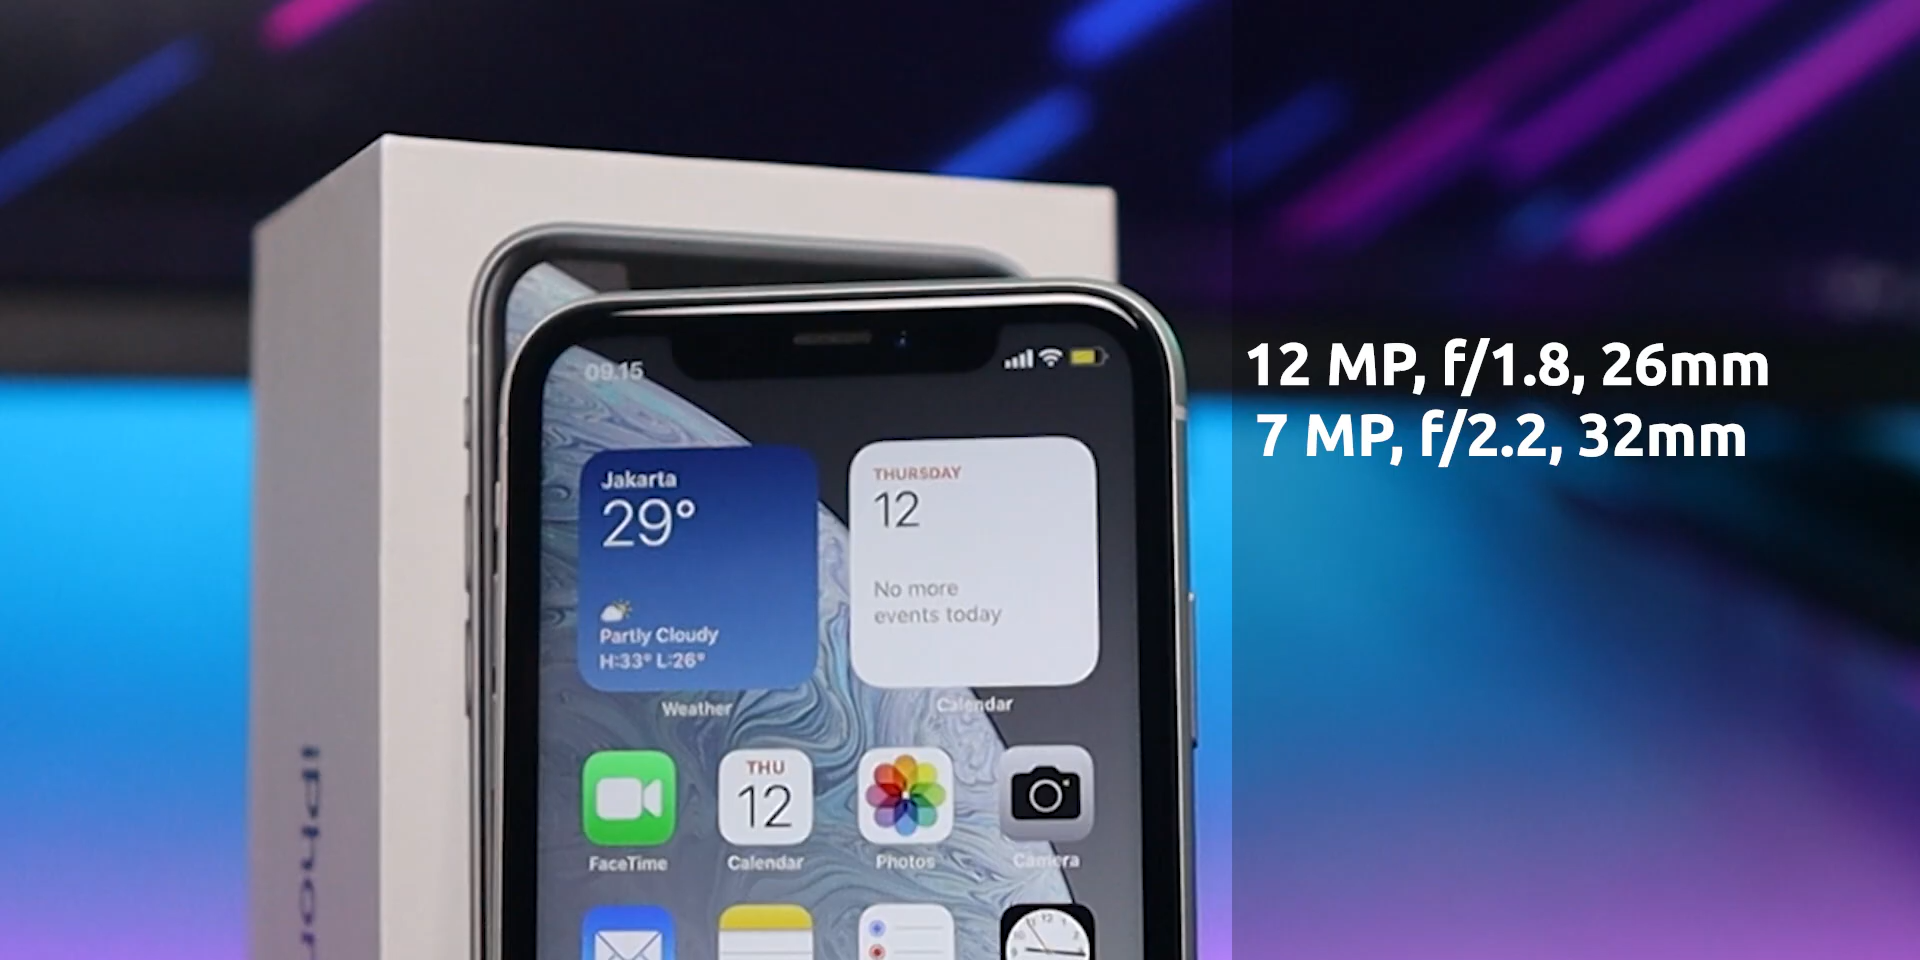 12 MP, f/1.8, 26mm
7 MP, f/2.2, 32mm
09.15
Jakarta
29°
Partly Cloudy
H:33° L:26°
Weather
THURSDAY
12
No more
events today
Calendar
FaceTime
THU
12
Calendar
Photos
Camera